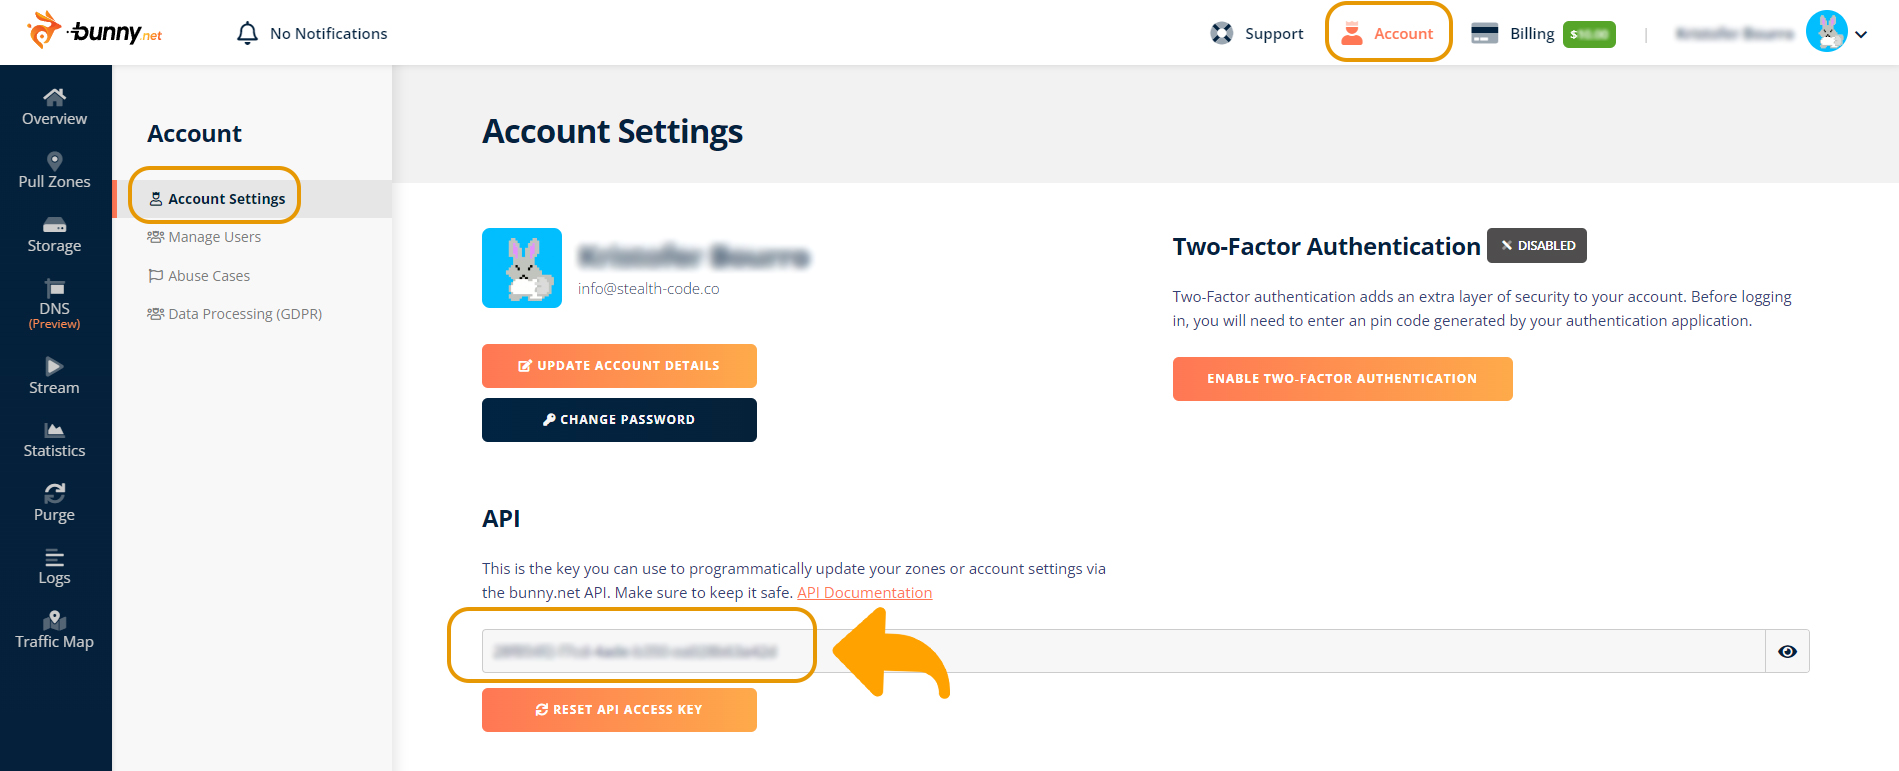 bunny.net
No Notifications
Support
Account
Billing
Overview
Pull Zones
Storage
DNS
(Preview)
Stream
Statistics
Purge
Logs
Traffic Map
Account
Account Settings
Manage Users
Abuse Cases
Data Processing (GDPR)
Account Settings
info@stealth-code.co
UPDATE ACCOUNT DETAILS
CHANGE PASSWORD
Two-Factor Authentication DISABLED
Two-Factor authentication adds an extra layer of security to your account. Before logging
in, you will need to enter an pin code generated by your authentication application.
ENABLE TWO-FACTOR AUTHENTICATION
API
This is the key you can use to programmatically update your zones or account settings via
the bunny.net API. Make sure to keep it safe. API Documentation
RESET API ACCESS KEY